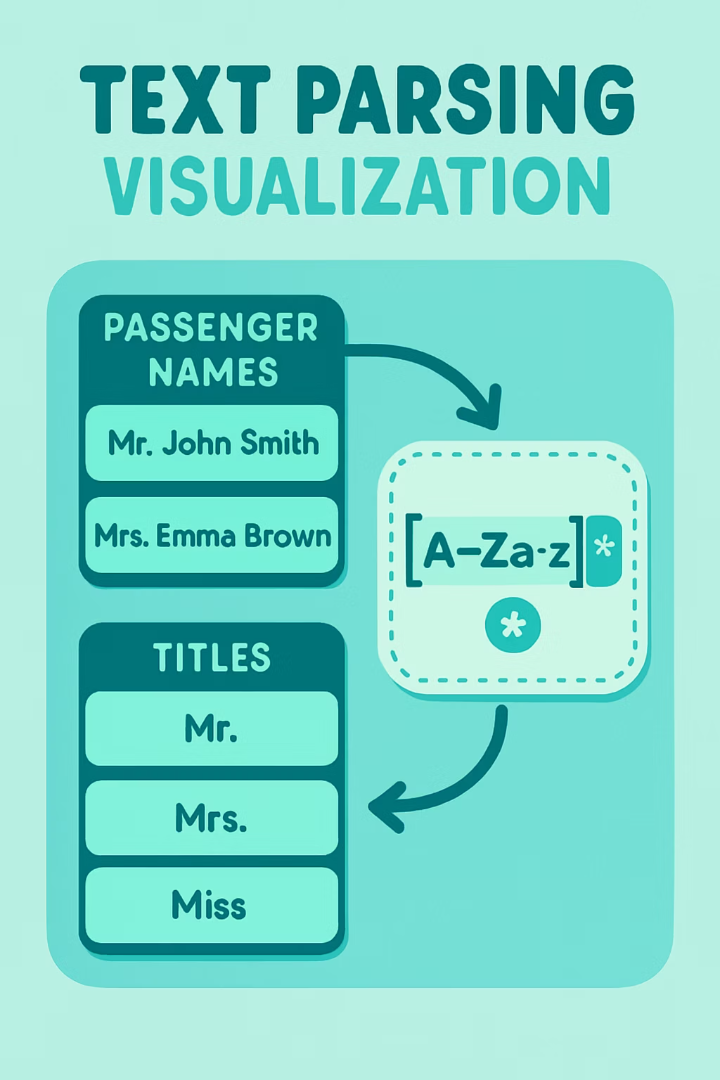 TEXT PARSING
VISUALIZATION
PASSENGER
NAMES
Mr. John Smith
Mrs. Emma Brown
[A–Za·z]*
*
TITLES
Mr.
Mrs.
Miss